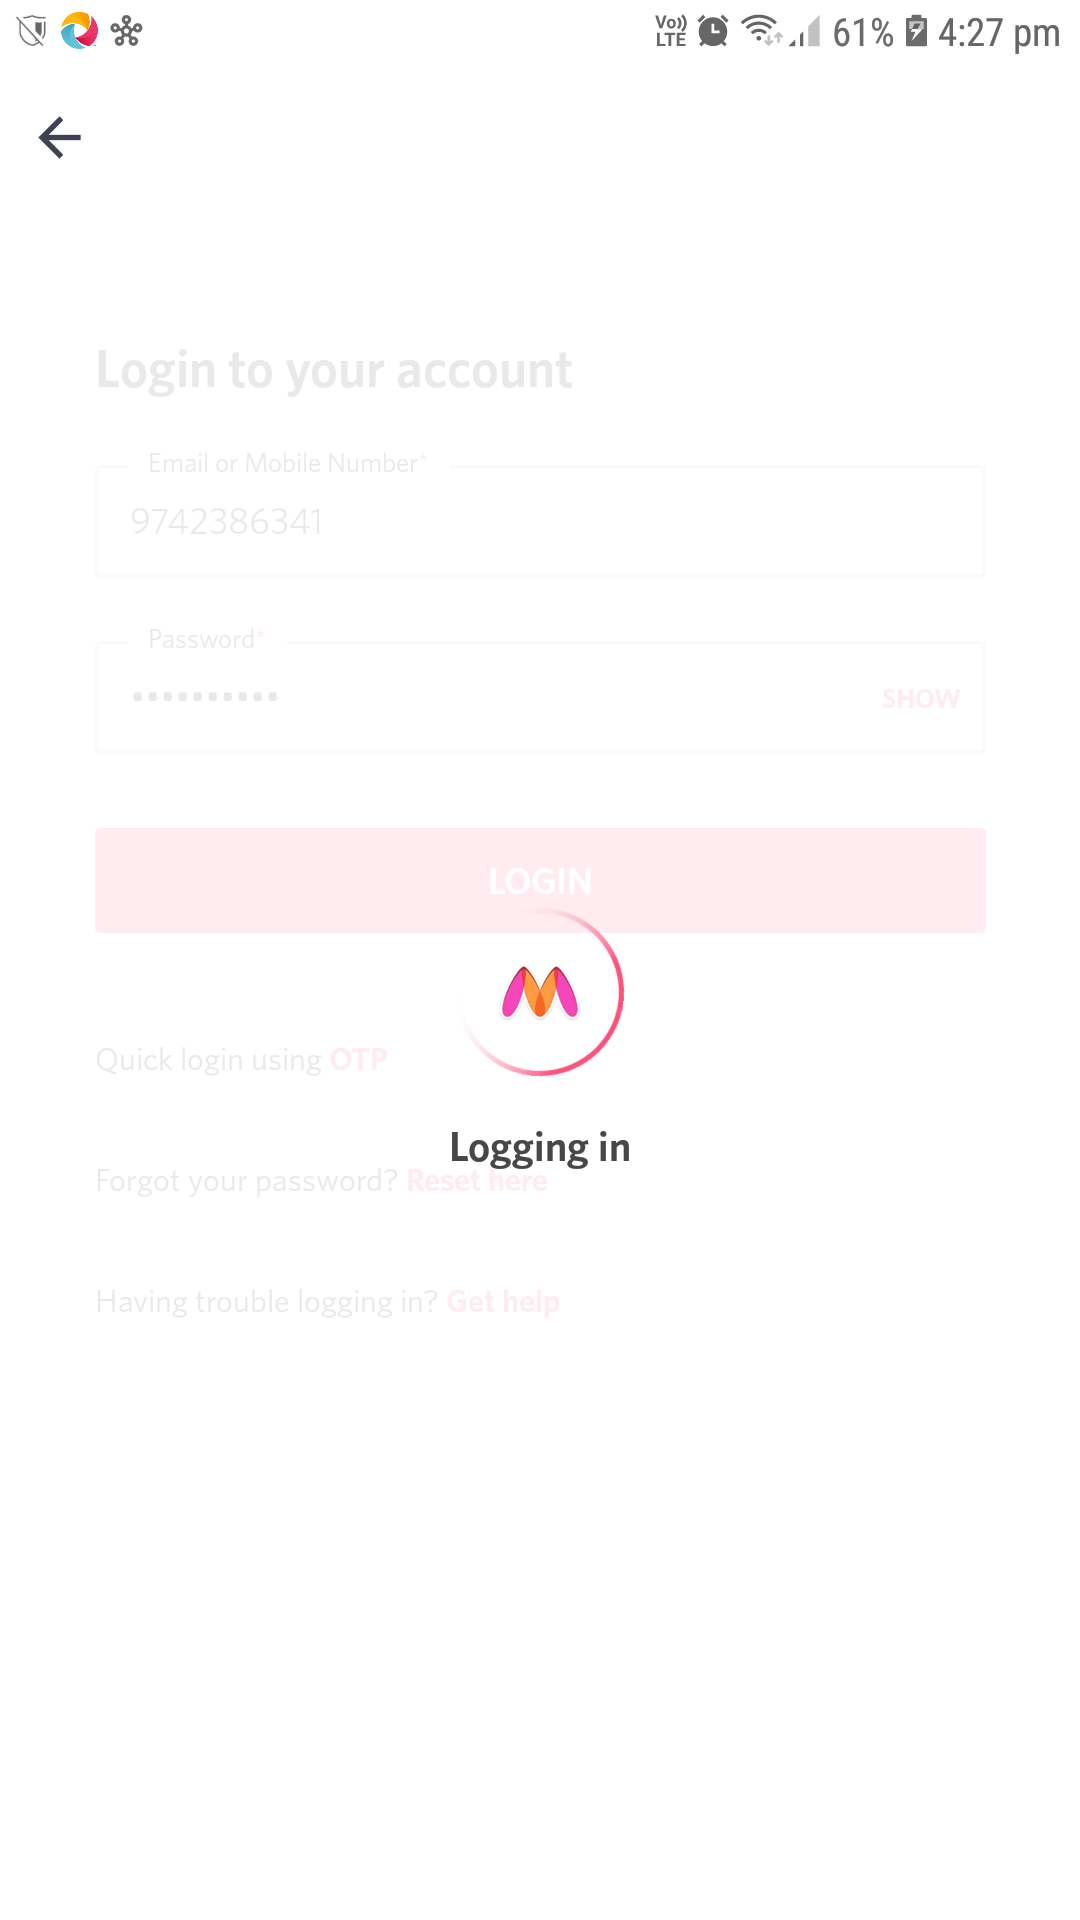 Vo)) LTE 61% 4:27 pm
Login to your account
Email or Mobile Number*
9742386341
Password*
••••••••••
SHOW
LOGIN
Quick login using OTP
Logging in
Forgot your password? Reset here
Having trouble logging in? Get help